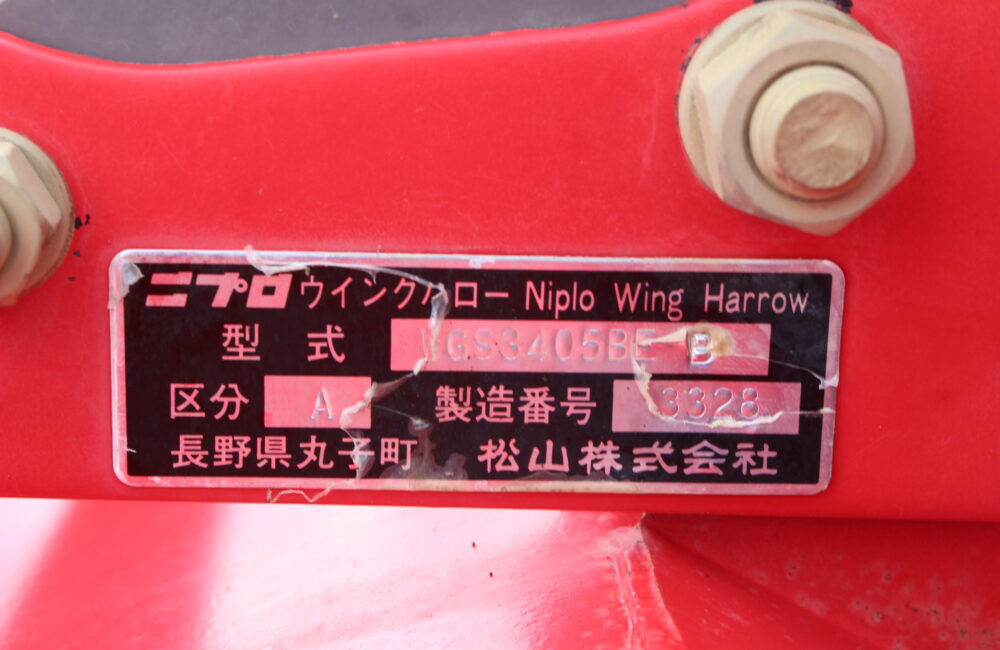 ニプロ ウイングハロー Niplo Wing Harrow
型式 WGS3405BE B
区分 A 製造番号 3328
長野県丸子町 松山株式会社